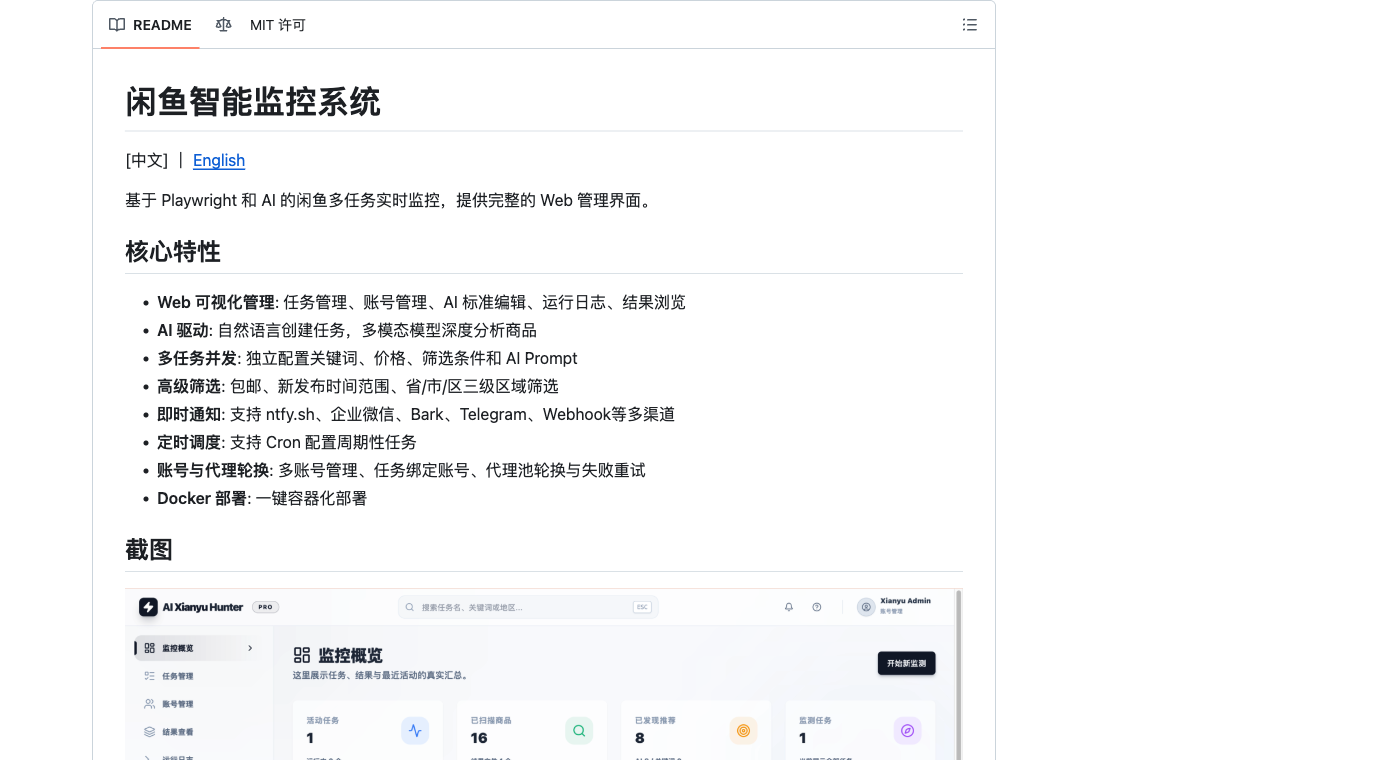 README
MIT 许可
闲鱼智能监控系统
[中文] | English
基于 Playwright 和 AI 的闲鱼多任务实时监控，提供完整的 Web 管理界面。
核心特性
• Web 可视化管理: 任务管理、账号管理、AI 标准编辑、运行日志、结果浏览
• AI 驱动: 自然语言创建任务，多模态模型深度分析商品
• 多任务并发: 独立配置关键词、价格、筛选条件和 AI Prompt
• 高级筛选: 包邮、新发布时间范围、省/市/区三级区域筛选
• 即时通知: 支持 ntfy.sh、企业微信、Bark、Telegram、Webhook等多渠道
• 定时调度: 支持 Cron 配置周期性任务
• 账号与代理轮换: 多账号管理、任务绑定账号、代理池轮换与失败重试
• Docker 部署: 一键容器化部署
截图
AI Xianyu Hunter PRO
搜索任务名、关键词或地区...
ESC
Xianyu Admin
账号管理
监控概览
任务管理
账号管理
结果查看
监控概览
这里展示任务、结果与最近活动的真实汇总。
开始新监测
活动任务
1
已扫描商品
16
已发现推荐
8
监测任务
1